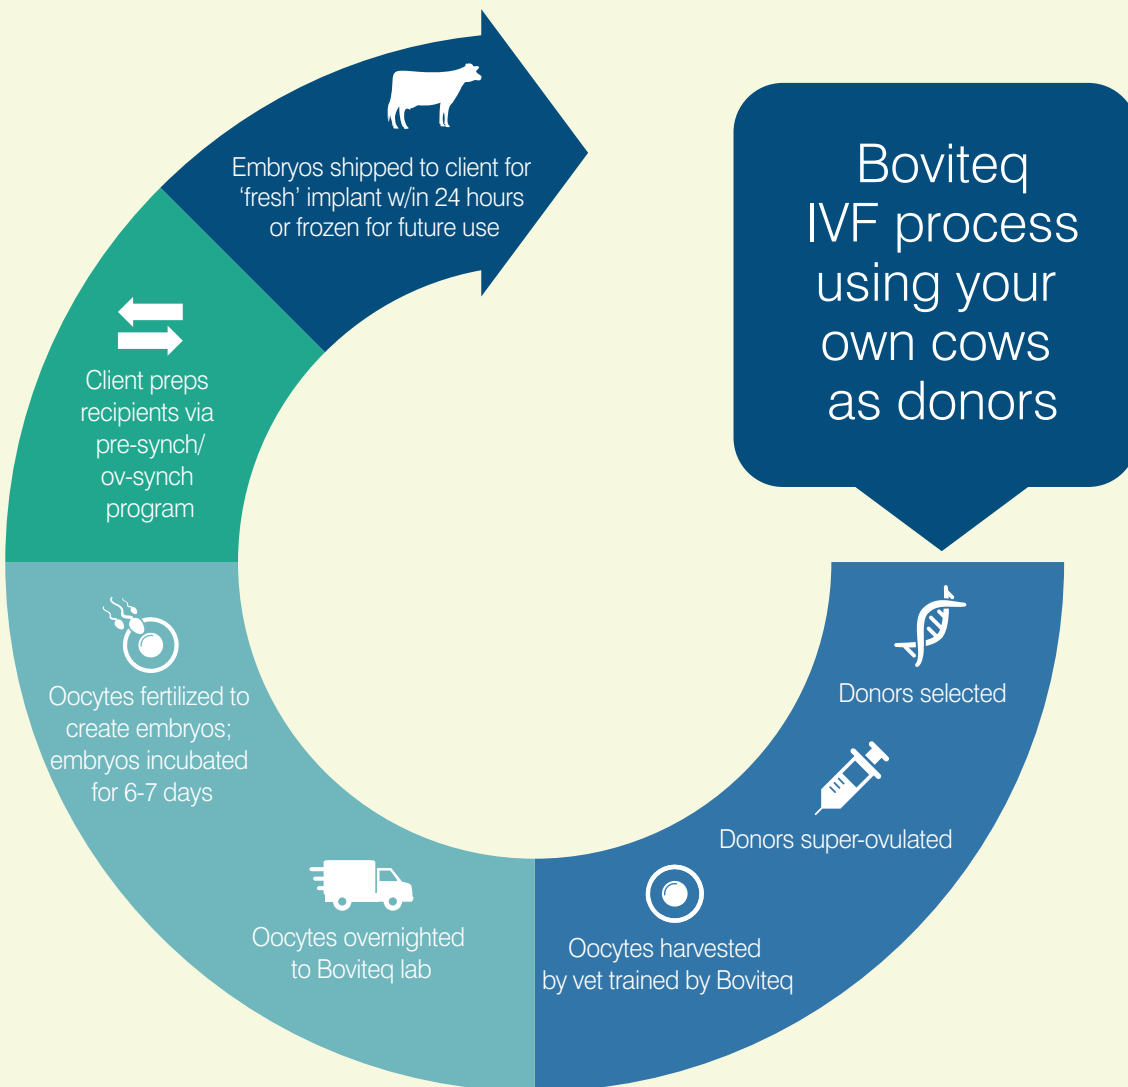 Boviteq
IVF process
using your
own cows
as donors
Donors selected
Donors super-ovulated
Oocytes harvested
by vet trained by Boviteq
Oocytes overnighted
to Boviteq lab
Oocytes fertilized to
create embryos;
embryos incubated
for 6-7 days
Client preps
recipients via
pre-synch/
ov-synch
program
Embryos shipped to client for
‘fresh’ implant w/in 24 hours
or frozen for future use